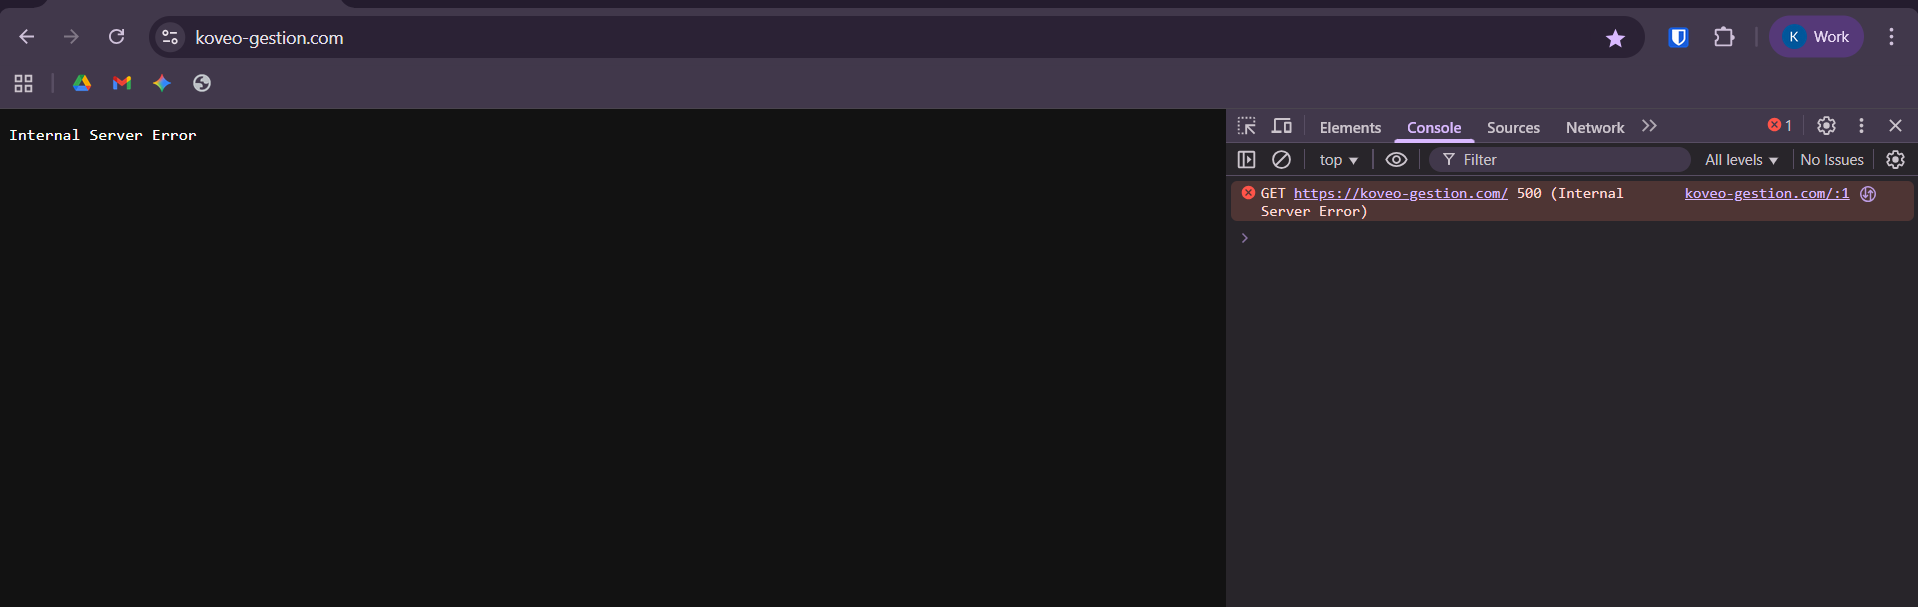 koveo-gestion.com
K Work
Internal Server Error
Elements Console Sources Network 1
top Filter All levels No Issues
GET https://koveo-gestion.com/ 500 (Internal koveo-gestion.com/:1
Server Error)